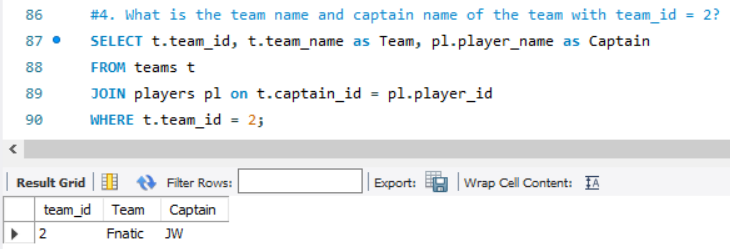 86 #4. What is the team name and captain name of the team with team_id = 2?
87 SELECT t.team_id, t.team_name as Team, pl.player_name as Captain
88 FROM teams t
89 JOIN players pl on t.captain_id = pl.player_id
90 WHERE t.team_id = 2;
Result Grid Filter Rows: Export: Wrap Cell Content: IA
team_id Team Captain
2 Fnatic JW